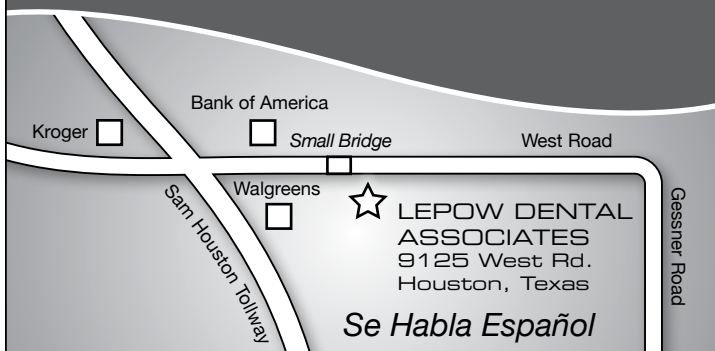 Bank of America
Kroger
Small Bridge
West Road
Walgreens
Sam Houston Tollway
Gessner Road
LEPOW DENTAL
ASSOCIATES
9125 West Rd.
Houston, Texas
Se Habla Español